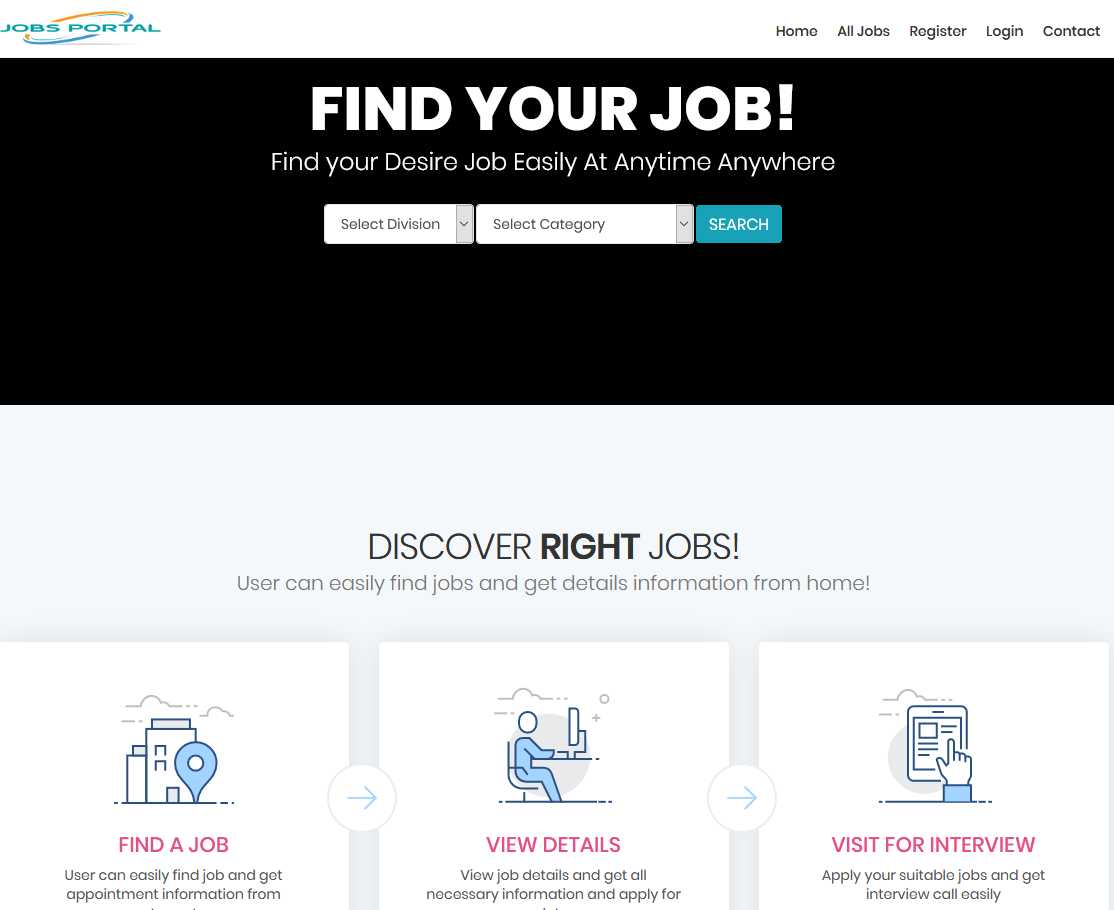 JOBS PORTAL
Home All Jobs Register Login Contact
FIND YOUR JOB!
Find your Desire Job Easily At Anytime Anywhere
Select Division Select Category SEARCH
DISCOVER RIGHT JOBS!
User can easily find jobs and get details information from home!
FIND A JOB
User can easily find job and get
appointment information from
VIEW DETAILS
View job details and get all
necessary information and apply for
VISIT FOR INTERVIEW
Apply your suitable jobs and get
interview call easily